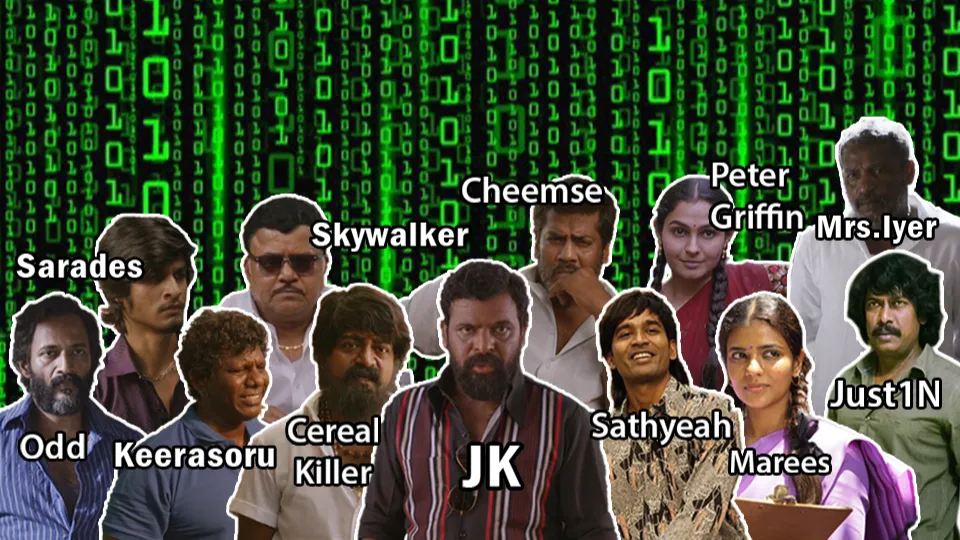 Cheemse
Peter
Griffin
Skywalker
Mrs.Iyer
Sarades
Just1N
Odd
Keerasoru
Cereal
Killer
JK
Sathyeah
Marees